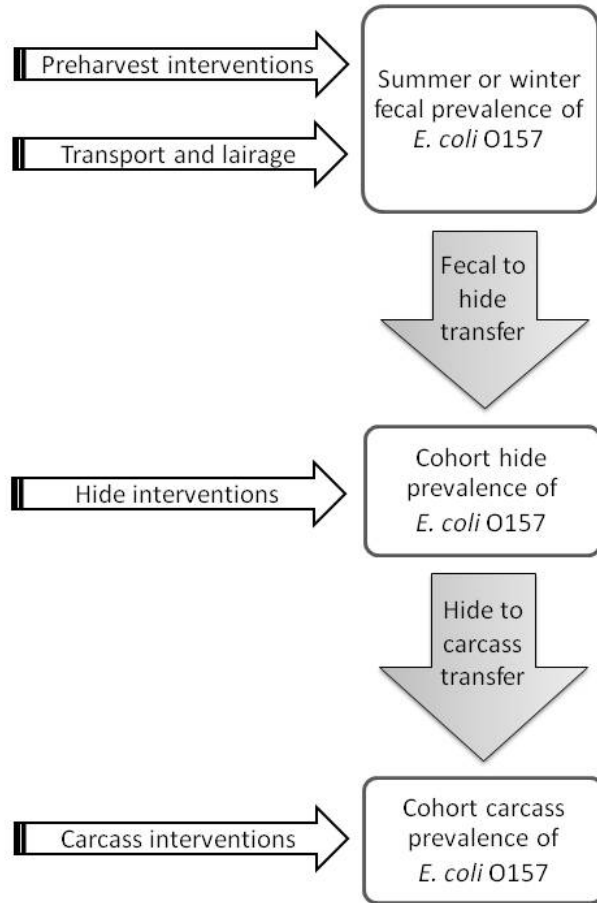 Preharvest interventions
Transport and lairage
Summer or winter
fecal prevalence of
E. coli O157
Fecal to
hide
transfer
Hide interventions
Cohort hide
prevalence of
E. coli O157
Hide to
carcass
transfer
Carcass interventions
Cohort carcass
prevalence of
E. coli O157